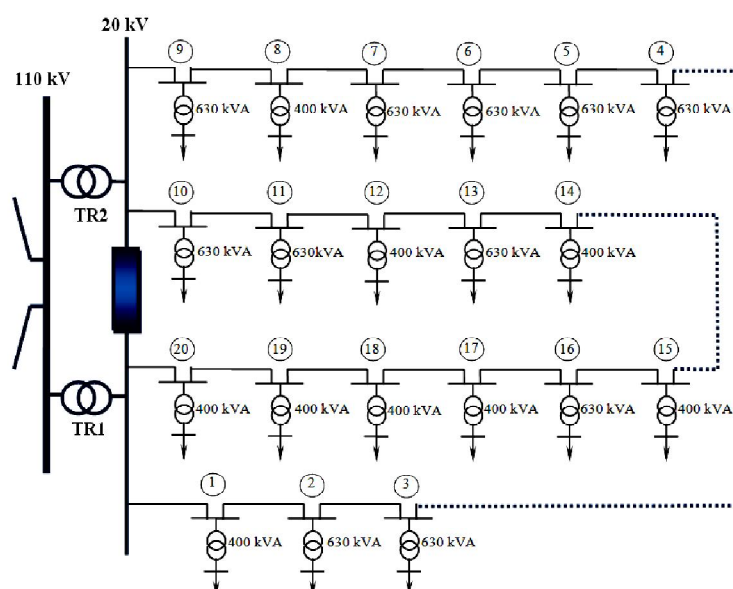 20 kV
110 kV
9 8 7 6 5 4
630 kVA 400 kVA 630 kVA 630 kVA 630 kVA 630 kVA
TR2
10 11 12 13 14
630 kVA 630kVA 400 kVA 630 kVA 400 kVA
20 19 18 17 16 15
400 kVA 400 kVA 400 kVA 400 kVA 630 kVA 400 kVA
TR1
1 2 3
400 kVA 630 kVA 630 kVA